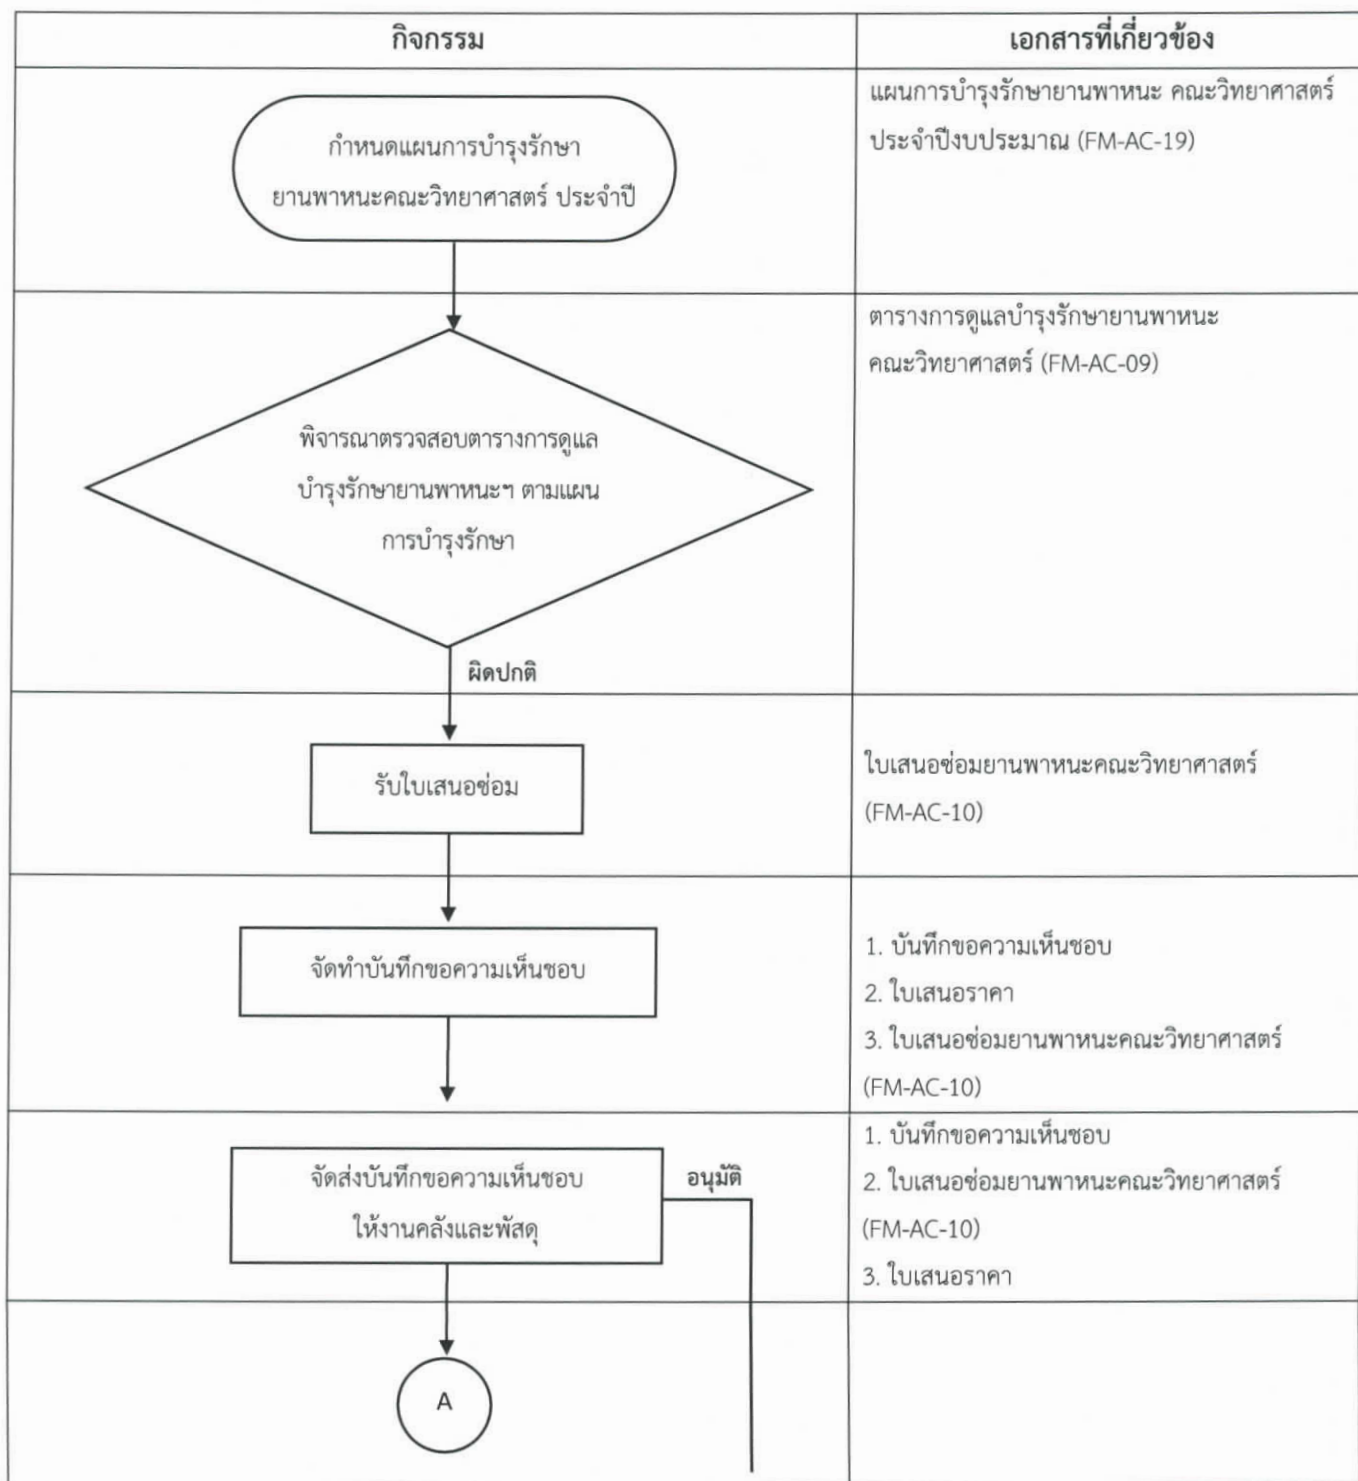 กิจกรรม
เอกสารที่เกี่ยวข้อง
กำหนดแผนการบำรุงรักษา
ยานพาหนะคณะวิทยาศาสตร์ ประจำปี
แผนการบำรุงรักษายานพาหนะ คณะวิทยาศาสตร์
ประจำปีงบประมาณ (FM-AC-19)
พิจารณาตรวจสอบตารางการดูแล
บำรุงรักษายานพาหนะฯ ตามแผน
การบำรุงรักษา
ผิดปกติ
ตารางการดูแลบำรุงรักษายานพาหนะ
คณะวิทยาศาสตร์ (FM-AC-09)
รับใบเสนอซ่อม
ใบเสนอซ่อมยานพาหนะคณะวิทยาศาสตร์
(FM-AC-10)
จัดทำบันทึกขอความเห็นชอบ
1. บันทึกขอความเห็นชอบ
2. ใบเสนอราคา
3. ใบเสนอซ่อมยานพาหนะคณะวิทยาศาสตร์
(FM-AC-10)
จัดส่งบันทึกขอความเห็นชอบ
ให้งานคลังและพัสดุ
อนุมัติ
1. บันทึกขอความเห็นชอบ
2. ใบเสนอซ่อมยานพาหนะคณะวิทยาศาสตร์
(FM-AC-10)
3. ใบเสนอราคา
A